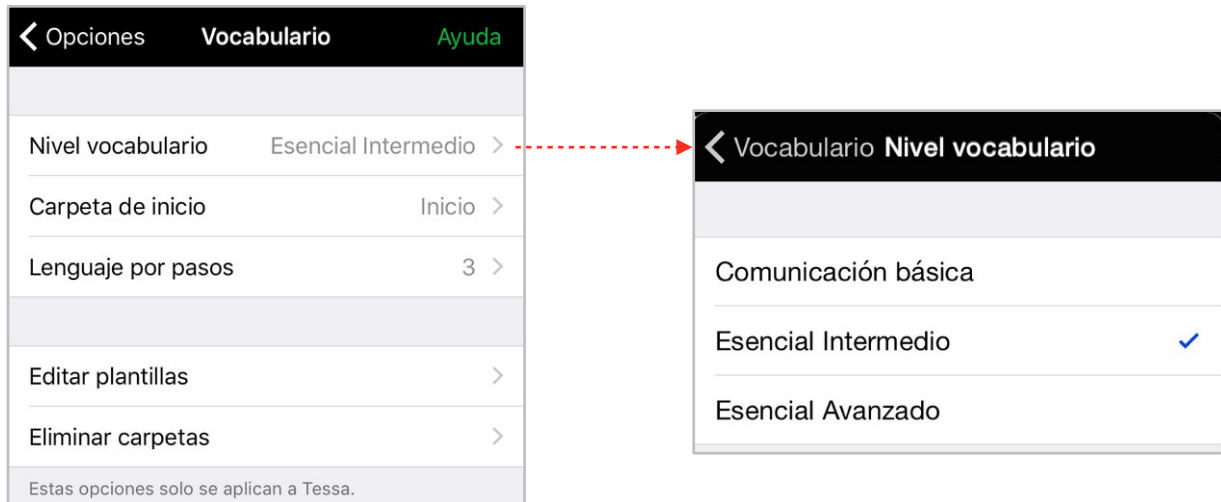 Opciones Vocabulario Ayuda
Nivel vocabulario Esencial Intermedio
Carpeta de inicio Inicio
Lenguaje por pasos 3
Editar plantillas
Eliminar carpetas
Estas opciones solo se aplican a Tessa.
Vocabulario Nivel vocabulario
Comunicación básica
Esencial Intermedio
Esencial Avanzado